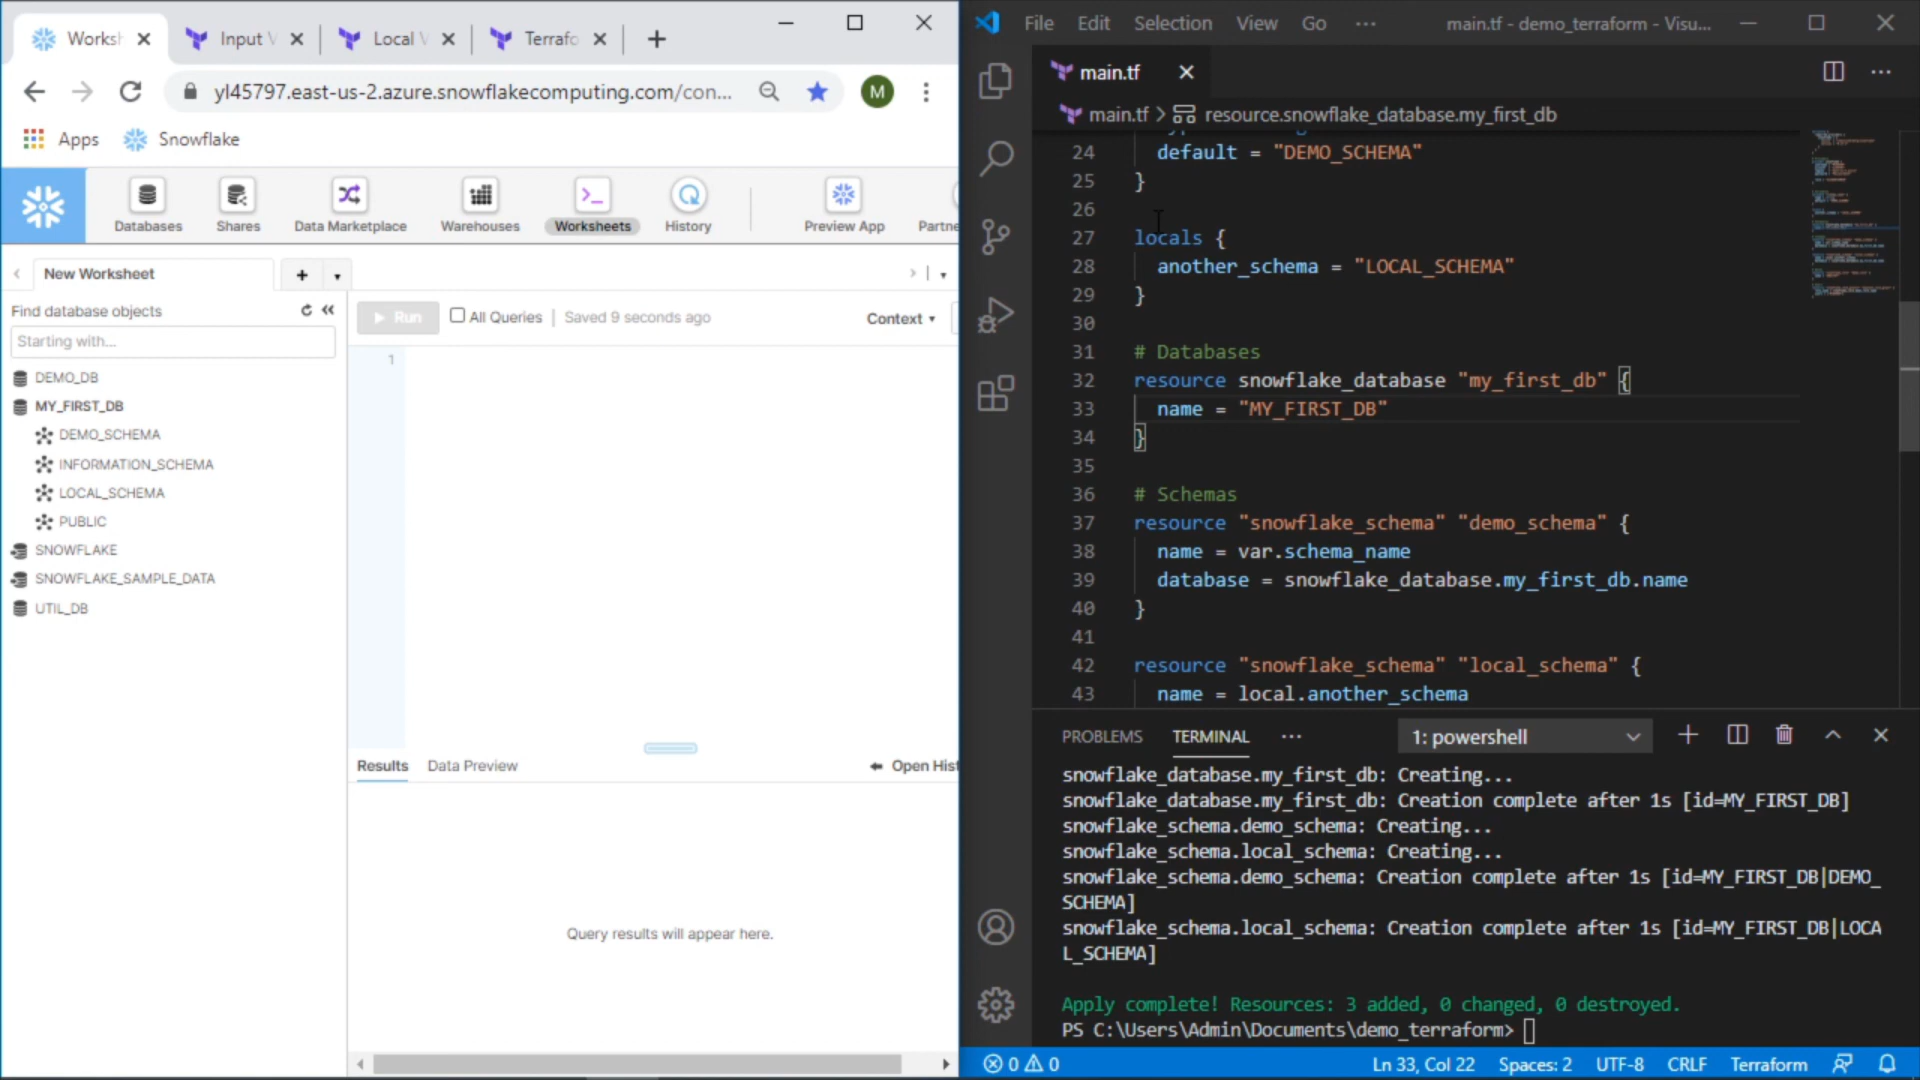 Works
Input V
Local V
Terrafo
yl45797.east-us-2.azure.snowflakecomputing.com/con...
M
Apps
Snowflake
Databases
Shares
Data Marketplace
Warehouses
Worksheets
History
Preview App
Partne
New Worksheet
Find database objects
Starting with...
DEMO_DB
MY_FIRST_DB
DEMO_SCHEMA
INFORMATION_SCHEMA
LOCAL_SCHEMA
PUBLIC
SNOWFLAKE
SNOWFLAKE_SAMPLE_DATA
UTIL_DB
Run
All Queries
Saved 9 seconds ago
Context
1
Results
Data Preview
Open Hist
Query results will appear here.
File Edit Selection View Go ···
main.tf - demo_terraform - Visu...
main.tf
main.tf > resource.snowflake_database.my_first_db
24 default = "DEMO_SCHEMA"
25 }
26
27 locals {
28 another_schema = "LOCAL_SCHEMA"
29 }
30
31 # Databases
32 resource snowflake_database "my_first_db" {
33 name = "MY_FIRST_DB"
34 }
35
36 # Schemas
37 resource "snowflake_schema" "demo_schema" {
38 name = var.schema_name
39 database = snowflake_database.my_first_db.name
40 }
41
42 resource "snowflake_schema" "local_schema" {
43 name = local.another_schema
PROBLEMS TERMINAL ···
1: powershell
snowflake_database.my_first_db: Creating...
snowflake_database.my_first_db: Creation complete after 1s [id=MY_FIRST_DB]
snowflake_schema.demo_schema: Creating...
snowflake_schema.local_schema: Creating...
snowflake_schema.demo_schema: Creation complete after 1s [id=MY_FIRST_DB|DEMO_
SCHEMA]
snowflake_schema.local_schema: Creation complete after 1s [id=MY_FIRST_DB|LOCA
L_SCHEMA]
Apply complete! Resources: 3 added, 0 changed, 0 destroyed.
PS C:\Users\Admin\Documents\demo_terraform>
0 0
Ln 33, Col 22
Spaces: 2
UTF-8
CRLF
Terraform